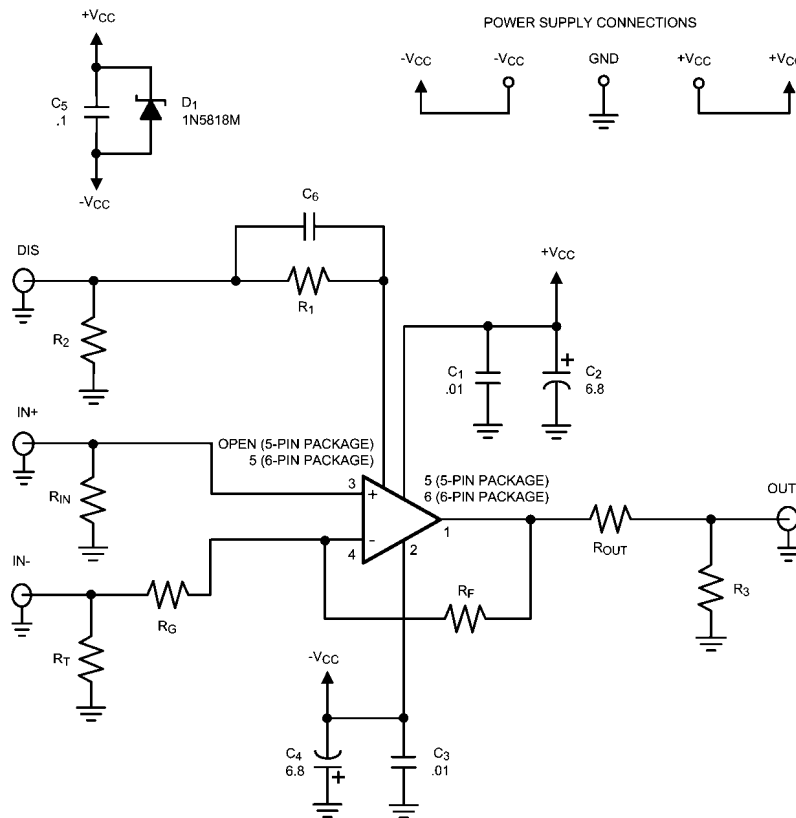 +VCC
C5
.1
D1
1N5818M
-VCC
POWER SUPPLY CONNECTIONS
-VCC
-VCC
GND
+VCC
+VCC
C6
DIS
R1
R2
+VCC
C1
.01
+
C2
6.8
IN+
OPEN (5-PIN PACKAGE)
5 (6-PIN PACKAGE)
RIN
3
+
5 (5-PIN PACKAGE)
6 (6-PIN PACKAGE)
OUT
1
-
4
2
ROUT
IN-
RG
RF
R3
RT
-VCC
C4
6.8
+
C3
.01